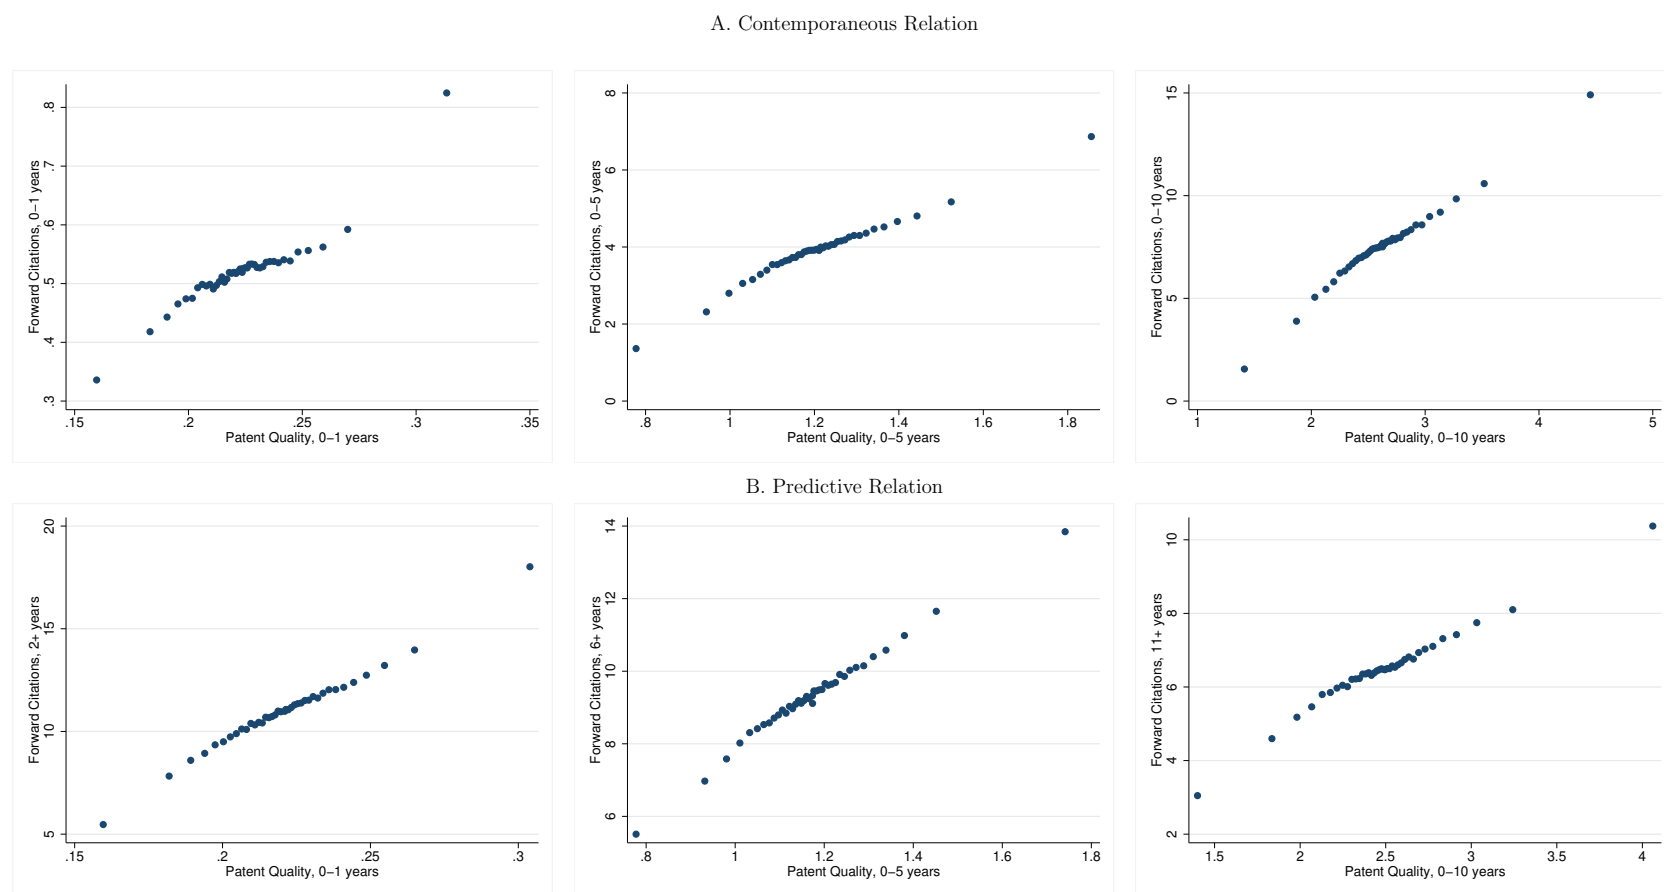 A. Contemporaneous Relation
Forward Citations, 0−1 years
.3 .4 .5 .6 .7 .8
.15 .2 .25 .3 .35
Patent Quality, 0−1 years
Forward Citations, 0−5 years
0 2 4 6 8
.8 1 1.2 1.4 1.6 1.8
Patent Quality, 0−5 years
Forward Citations, 0−10 years
0 5 10 15
1 2 3 4 5
Patent Quality, 0−10 years
B. Predictive Relation
Forward Citations, 2+ years
5 10 15 20
.15 .2 .25 .3
Patent Quality, 0−1 years
Forward Citations, 6+ years
6 8 10 12 14
.8 1 1.2 1.4 1.6 1.8
Patent Quality, 0−5 years
Forward Citations, 11+ years
2 4 6 8 10
1.5 2 2.5 3 3.5 4
Patent Quality, 0−10 years